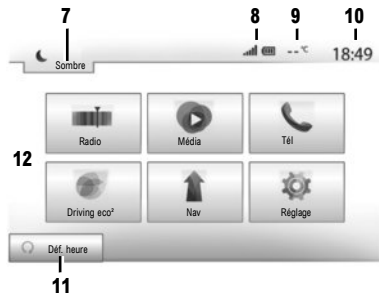 7 8 9 10
Sombre
--°C
18:49
Radio Média Tél
12
Driving eco² Nav Réglage
Déf. heure
11